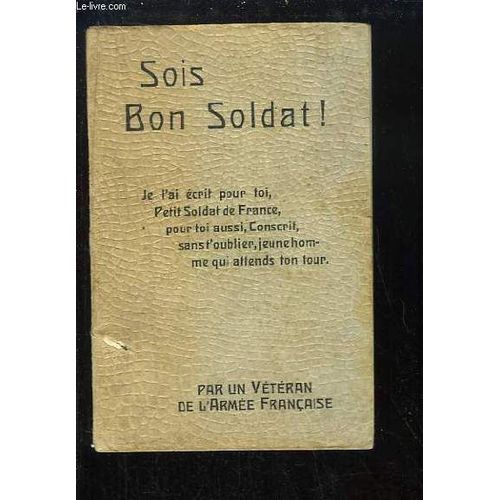 Le-livre.com
Sois
Bon Soldat!
Je l'ai écrit pour toi,
Petit Soldat de France,
pour toi aussi, Conscrit,
sans t'oublier, jeune hom-
me qui attends ton tour.
PAR UN VÉTÉRAN
DE L'ARMÉE FRANÇAISE